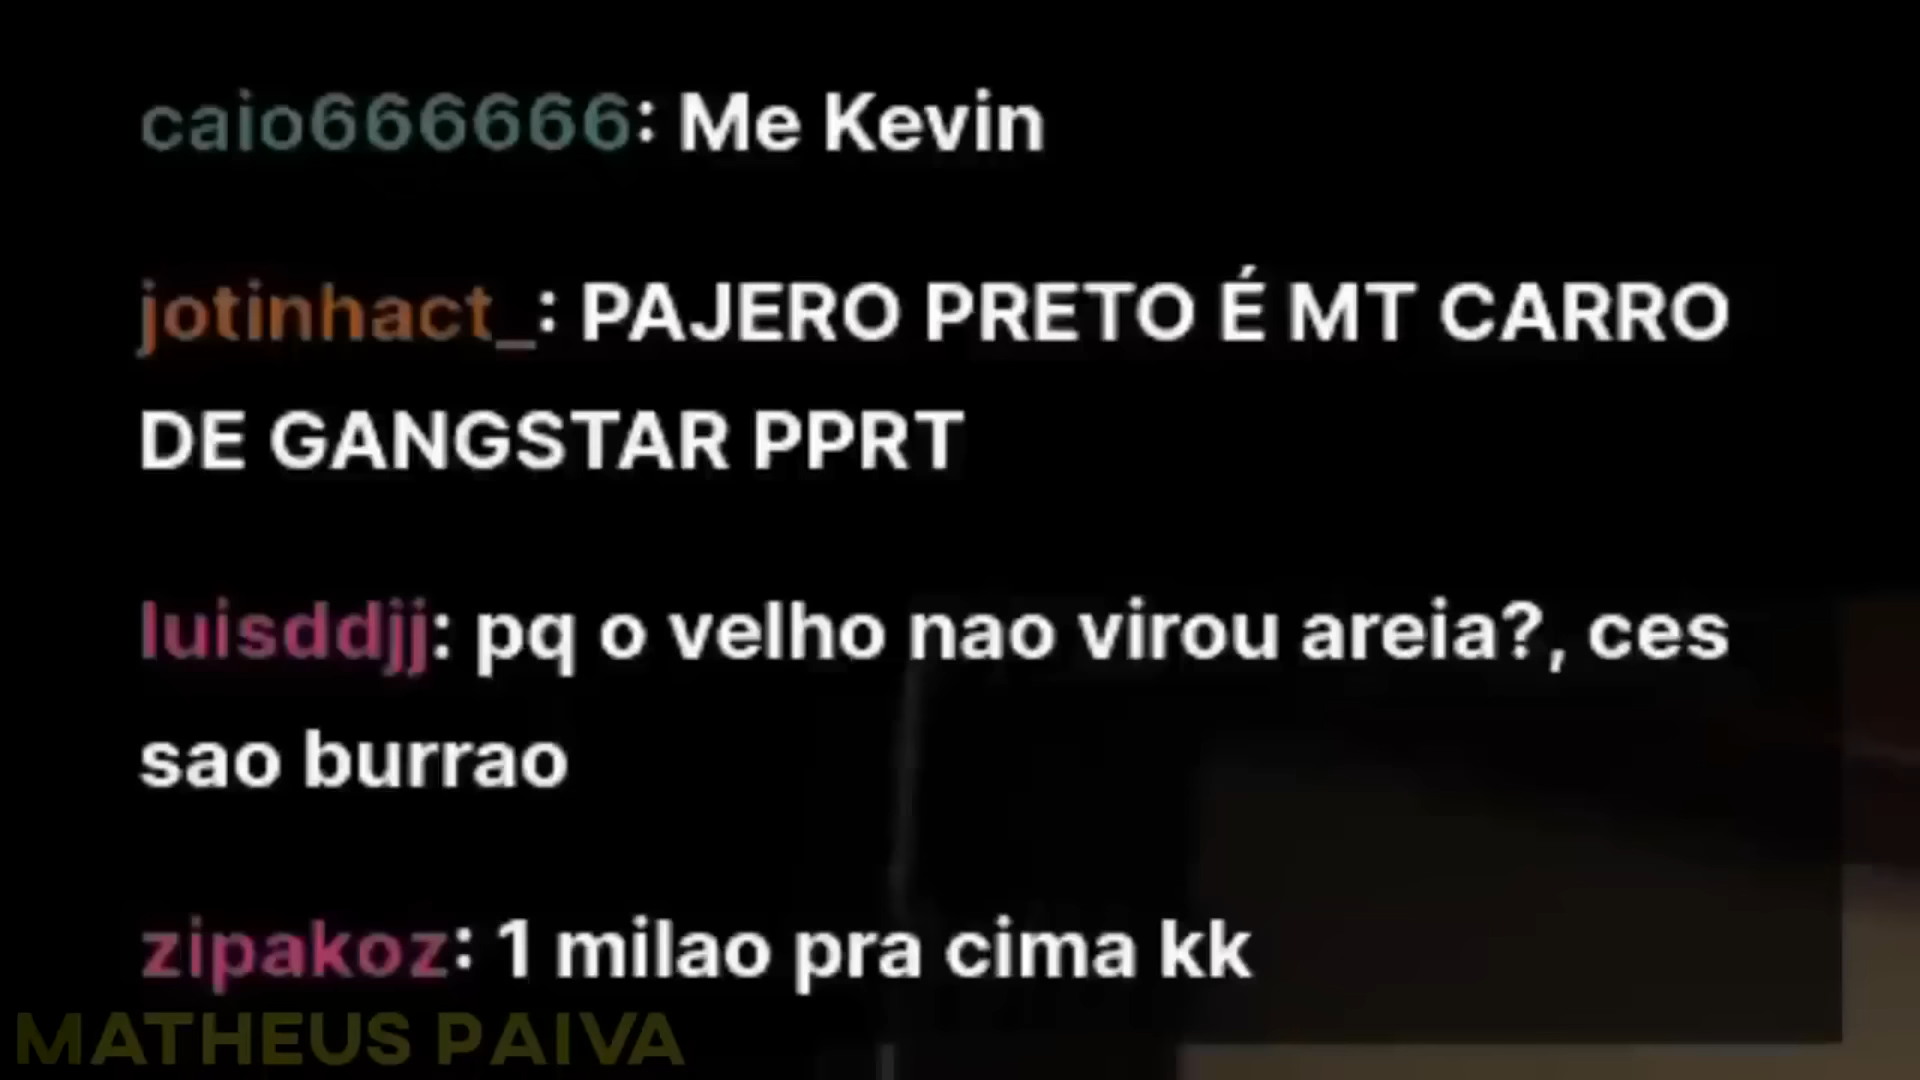 caio666666: Me Kevin
jotinhact_: PAJERO PRETO É MT CARRO
DE GANGSTAR PPRT
luisddjj: pq o velho nao virou areia?, ces
sao burrao
zipakoz: 1 milao pra cima kk
MATHEUS PAIVA